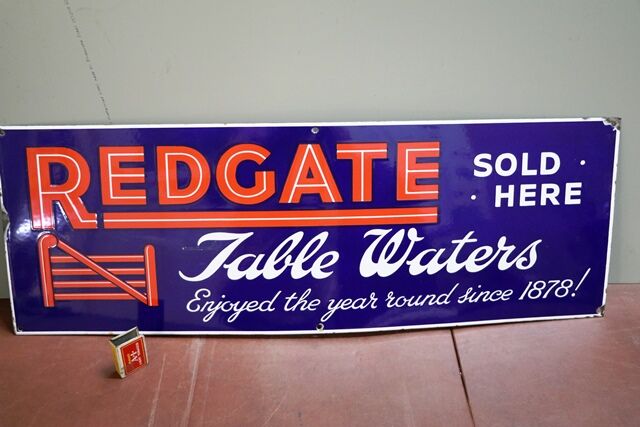 REDGATE
SOLD ·
· HERE
Table Waters
Enjoyed the year round since 1878!